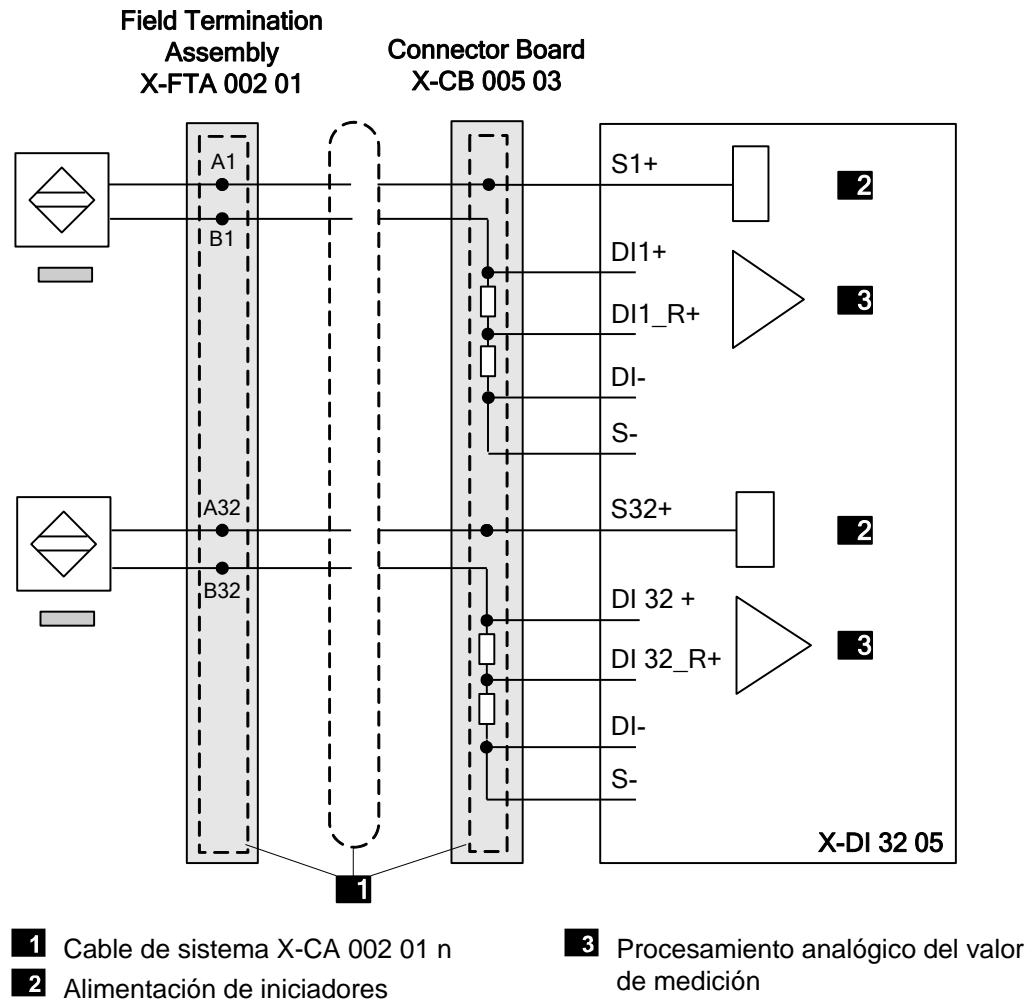 Field Termination
Assembly
X-FTA 002 01
Connector Board
X-CB 005 03
A1
B1
S1+
2
DI1+
3
DI1_R+
DI-
S-
A32
B32
S32+
2
DI 32 +
3
DI 32_R+
DI-
S-
X-DI 32 05
1
1 Cable de sistema X-CA 002 01 n
2 Alimentación de iniciadores
3 Procesamiento analógico del valor
de medición